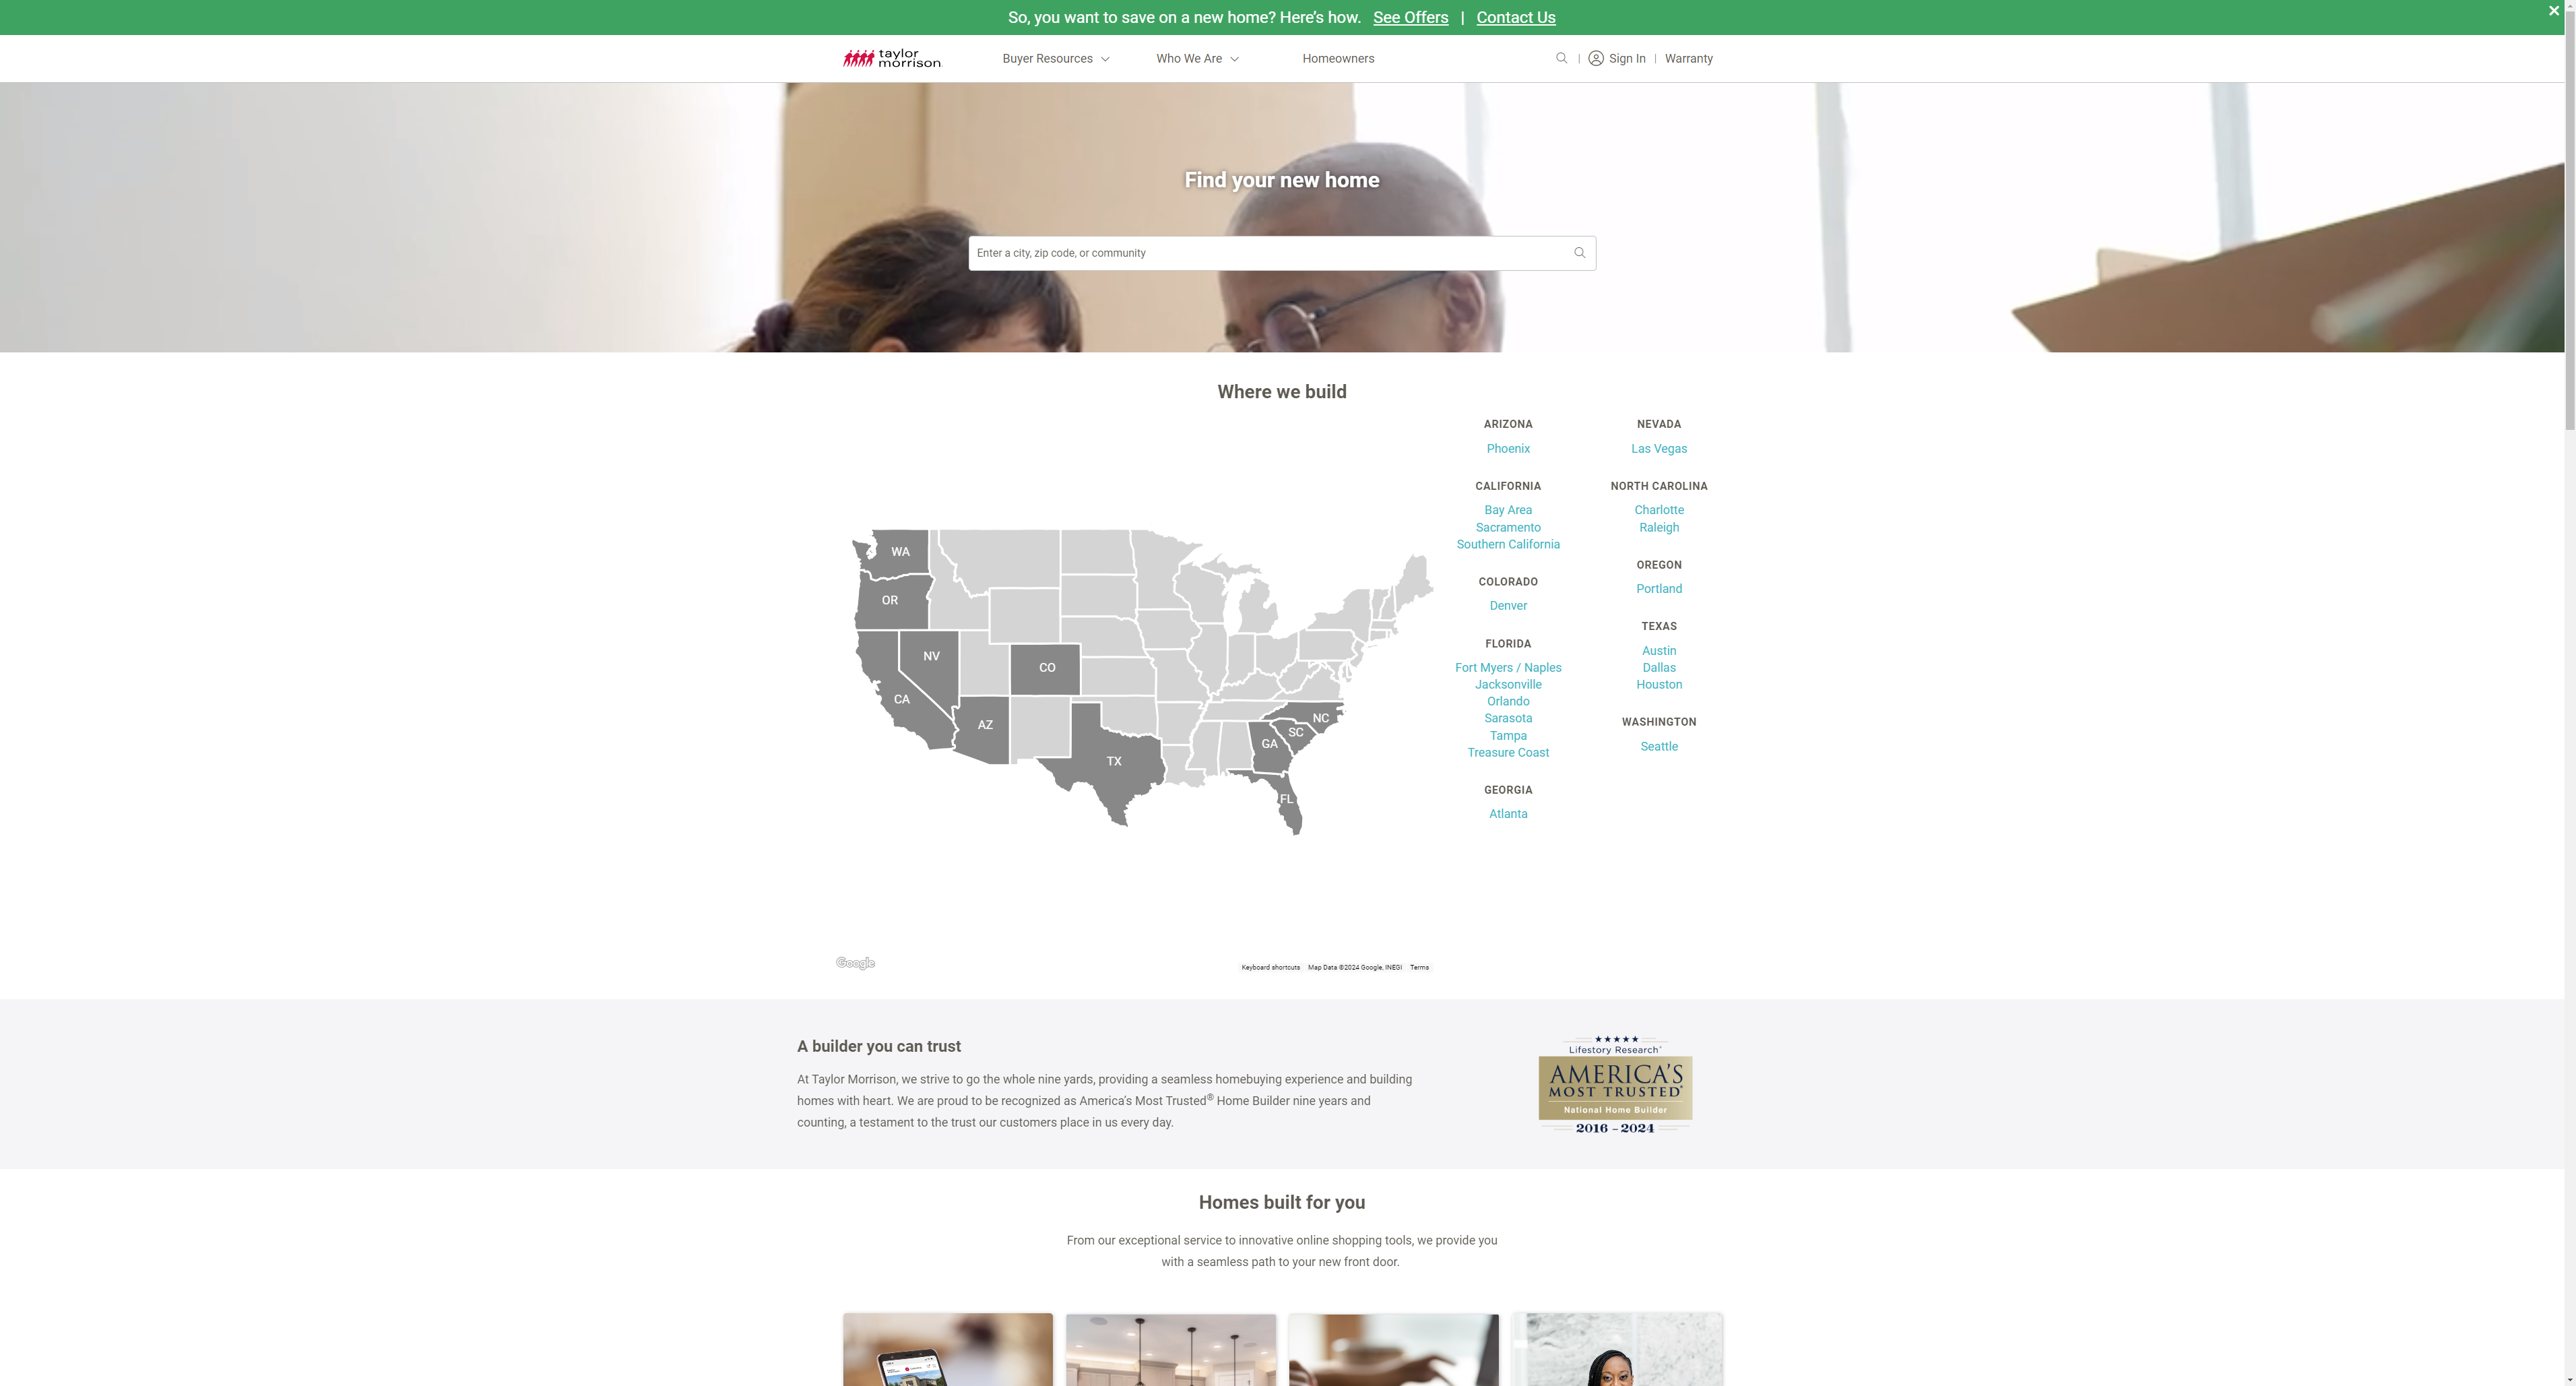 So, you want to save on a new home? Here's how. See Offers | Contact Us
taylor morrison
Buyer Resources
Who We Are
Homeowners
Sign In
Warranty
Find your new home
Enter a city, zip code, or community
Where we build
WA
OR
NV
CA
AZ
CO
TX
NC
SC
GA
FL
Google
Keyboard shortcuts
Map Data ©2024 Google, INEGI
Terms
ARIZONA
Phoenix
CALIFORNIA
Bay Area
Sacramento
Southern California
COLORADO
Denver
FLORIDA
Fort Myers / Naples
Jacksonville
Orlando
Sarasota
Tampa
Treasure Coast
GEORGIA
Atlanta
NEVADA
Las Vegas
NORTH CAROLINA
Charlotte
Raleigh
OREGON
Portland
TEXAS
Austin
Dallas
Houston
WASHINGTON
Seattle
A builder you can trust
At Taylor Morrison, we strive to go the whole nine yards, providing a seamless homebuying experience and building
homes with heart. We are proud to be recognized as America's Most Trusted® Home Builder nine years and
counting, a testament to the trust our customers place in us every day.
Lifestory Research®
AMERICA'S
MOST TRUSTED®
National Home Builder
2016 – 2024
Homes built for you
From our exceptional service to innovative online shopping tools, we provide you
with a seamless path to your new front door.